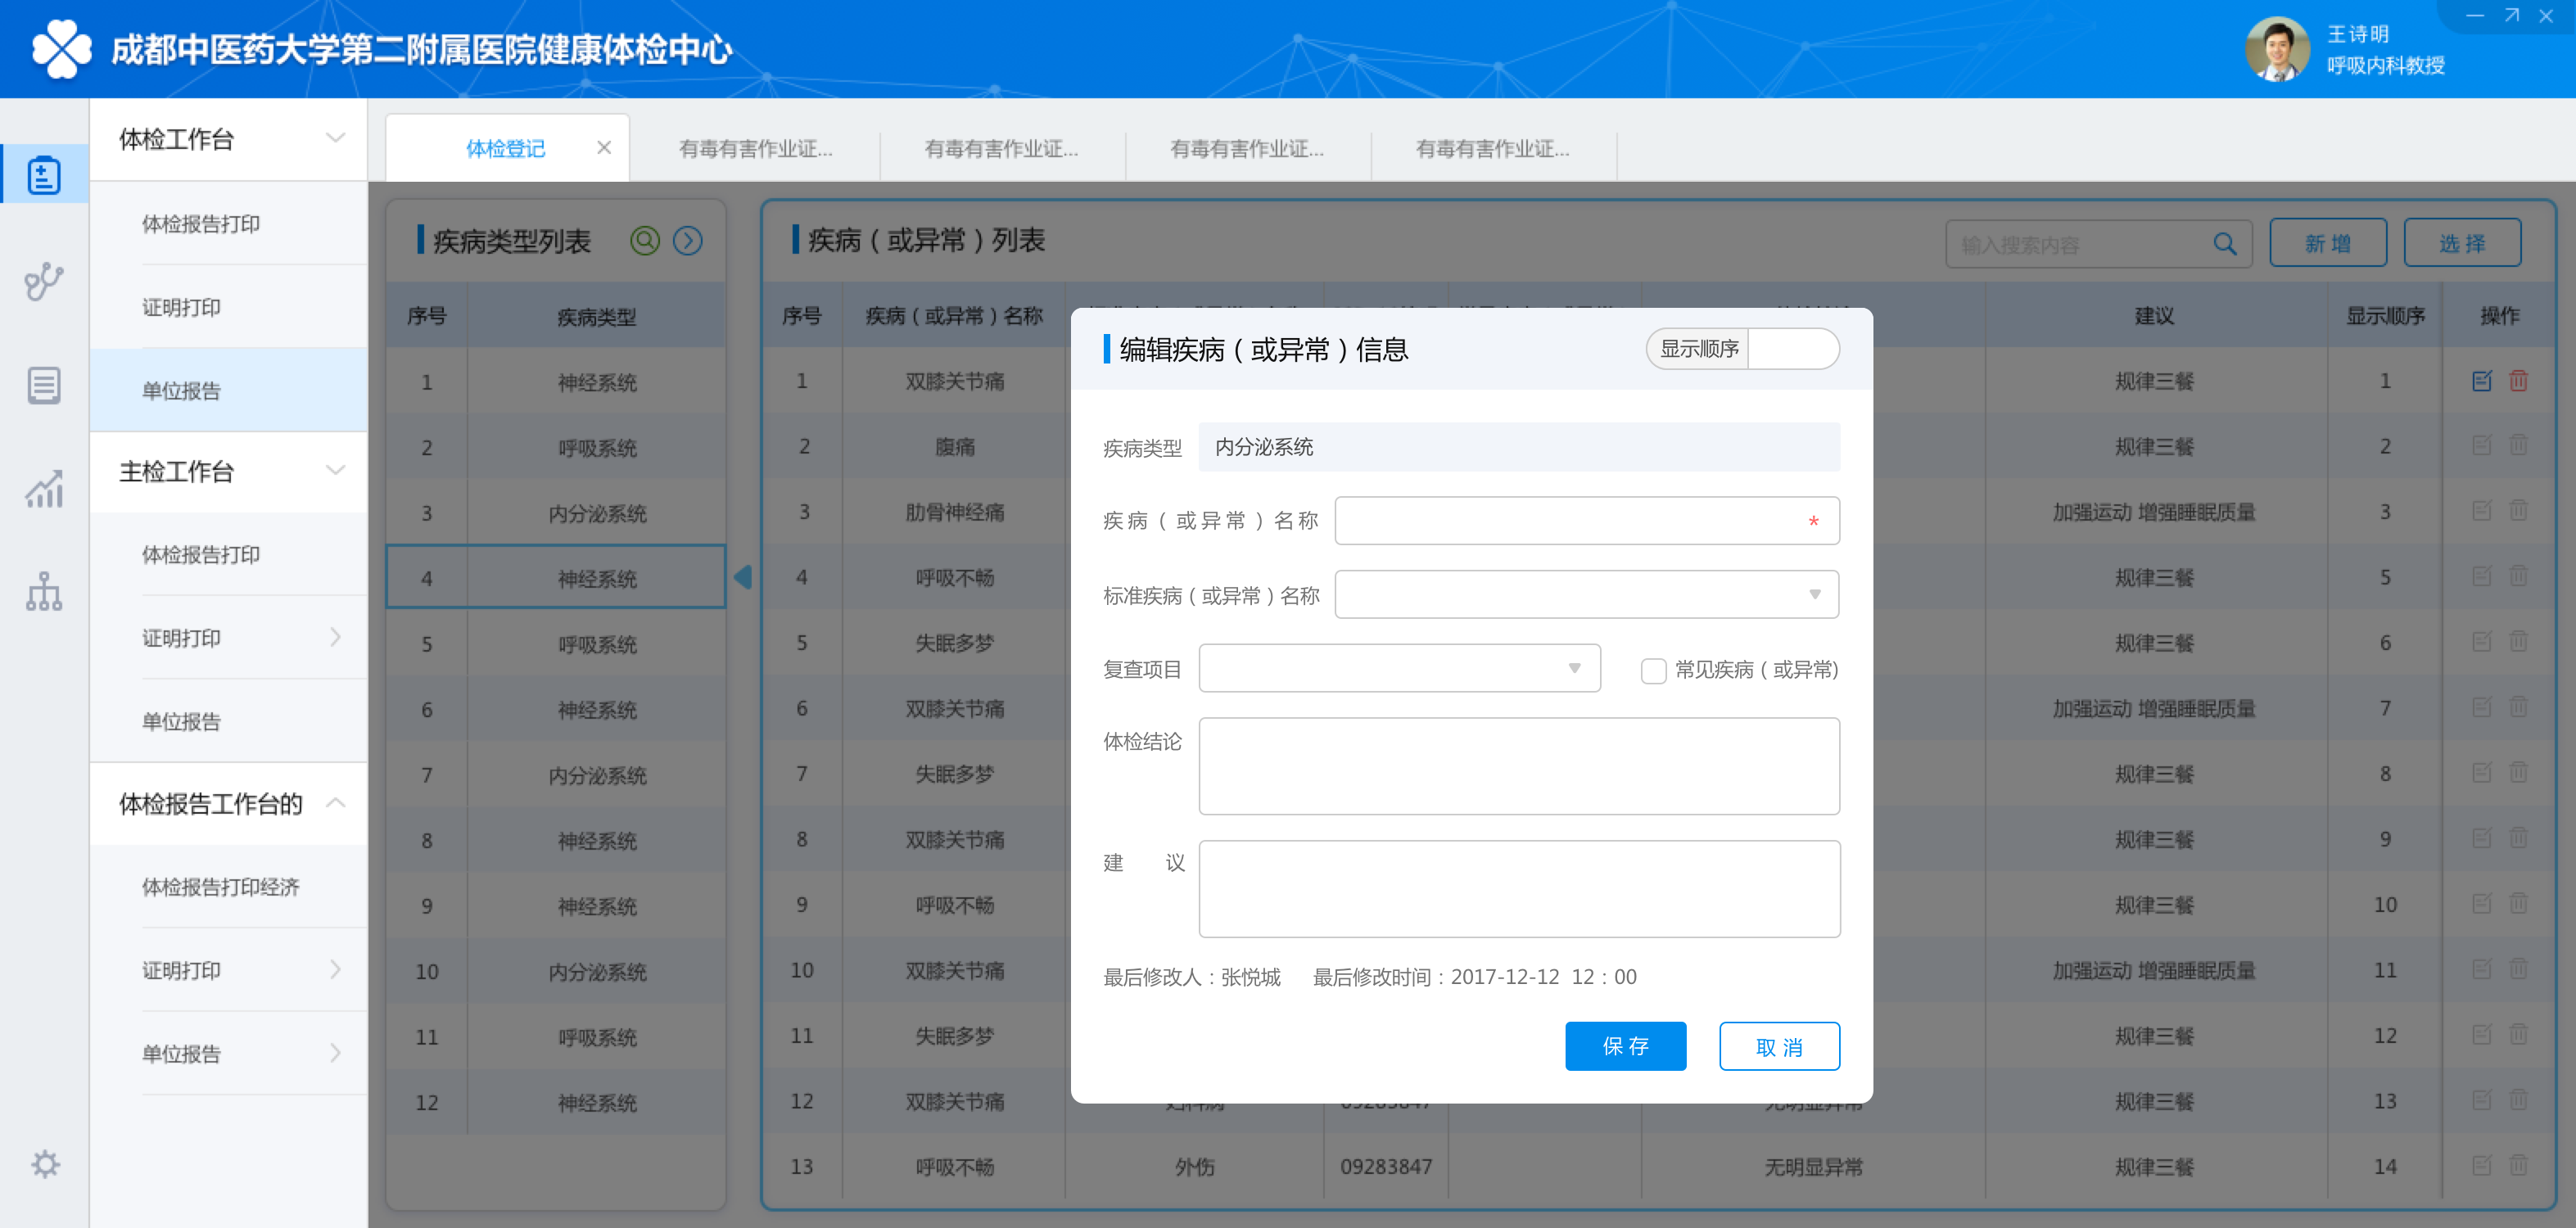 成都中医药大学第二附属医院健康体检中心
王诗明
呼吸内科教授
体检工作台
体检报告打印
证明打印
单位报告
主检工作台
体检报告打印
证明打印
单位报告
体检报告工作台的
体检报告打印经济
证明打印
单位报告
体检登记 有毒有害作业证... 有毒有害作业证... 有毒有害作业证... 有毒有害作业证...
疾病类型列表
序号 疾病类型
1 神经系统
2 呼吸系统
3 内分泌系统
4 神经系统
5 呼吸系统
6 神经系统
7 内分泌系统
8 神经系统
9 神经系统
10 内分泌系统
11 呼吸系统
12 神经系统
疾病（或异常）列表 输入搜索内容 新 增 选 择
序号 疾病（或异常）名称 建议 显示顺序 操作
1 双膝关节痛 规律三餐 1
2 腹痛 规律三餐 2
3 肋骨神经痛 加强运动 增强睡眠质量 3
4 呼吸不畅 规律三餐 5
5 失眠多梦 规律三餐 6
6 双膝关节痛 加强运动 增强睡眠质量 7
7 失眠多梦 规律三餐 8
8 双膝关节痛 规律三餐 9
9 呼吸不畅 规律三餐 10
10 双膝关节痛 加强运动 增强睡眠质量 11
11 失眠多梦 规律三餐 12
12 双膝关节痛 规律三餐 13
13 呼吸不畅 外伤 09283847 无明显异常 规律三餐 14
编辑疾病（或异常）信息 显示顺序
疾病类型 内分泌系统
疾病（或异常）名称 *
标准疾病（或异常）名称
复查项目 常见疾病（或异常)
体检结论
建 议
最后修改人：张悦城 最后修改时间：2017-12-12 12：00
保 存 取 消